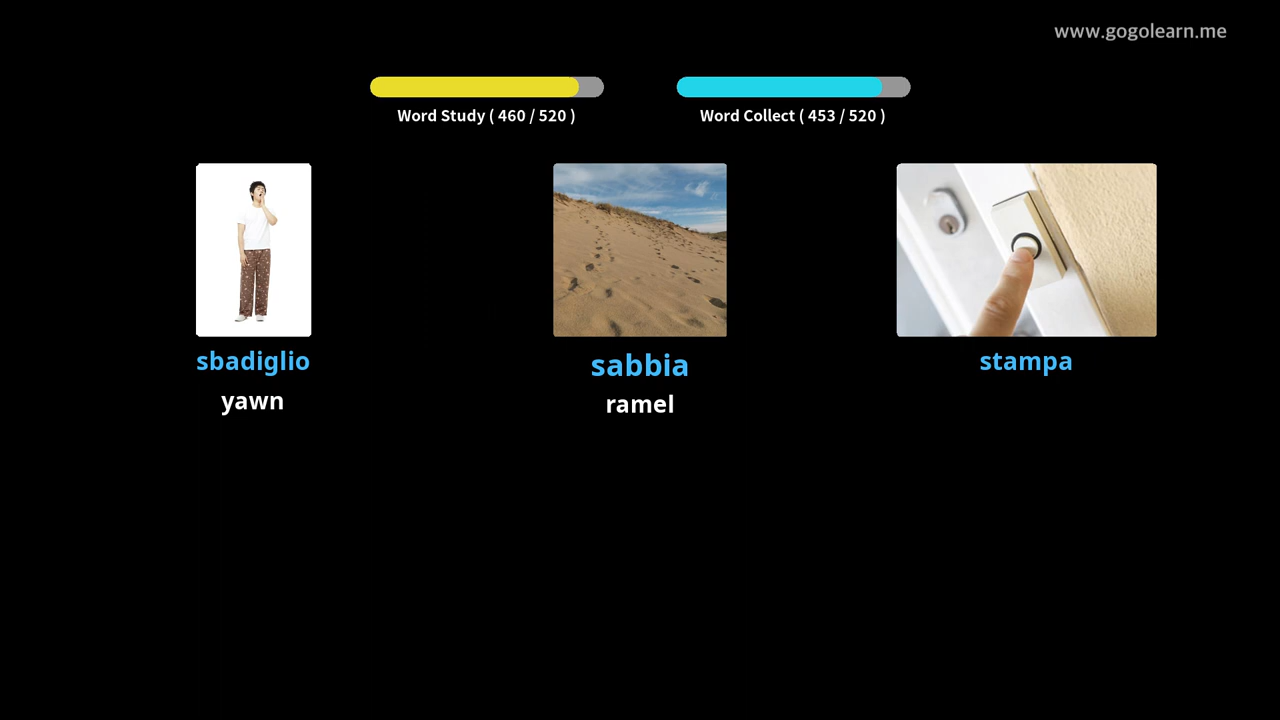 www.gogolearn.me
Word Study ( 460 / 520 )
Word Collect ( 453 / 520 )
sbadiglio
yawn
sabbia
ramel
stampa